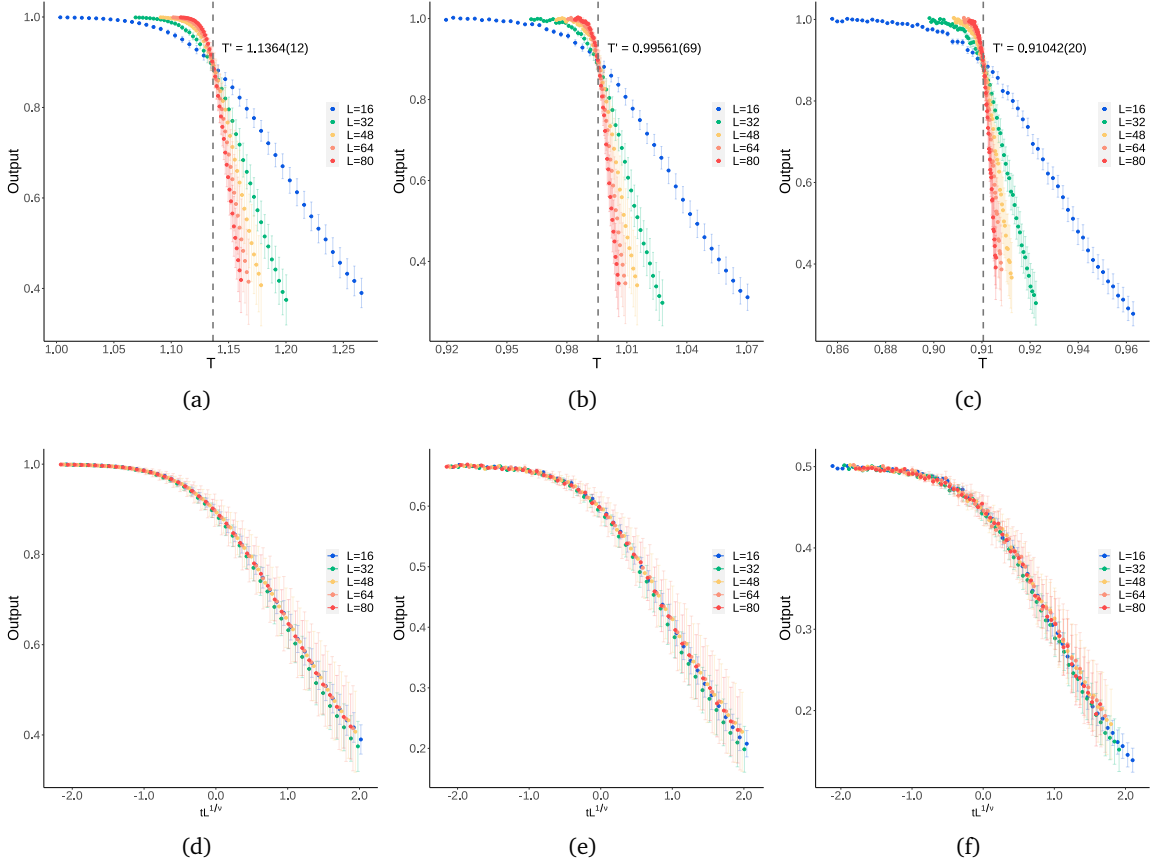 1.0
0.8
0.6
0.4
Output
T' = 1.1364(12)
L=16
L=32
L=48
L=64
L=80
1.00 1.05 1.10 1.15 1.20 1.25
T
(a)
1.0
0.8
0.6
0.4
Output
T' = 0.99561(69)
L=16
L=32
L=48
L=64
L=80
0.92 0.95 0.98 1.01 1.04 1.07
T
(b)
1.0
0.8
0.6
0.4
Output
T' = 0.91042(20)
L=16
L=32
L=48
L=64
L=80
0.86 0.88 0.90 0.91 0.92 0.94 0.96
T
(c)
1.0
0.8
0.6
0.4
Output
L=16
L=32
L=48
L=64
L=80
-2.0 -1.0 0.0 1.0 2.0
tL^1/ν
(d)
0.6
0.5
0.4
0.3
0.2
Output
L=16
L=32
L=48
L=64
L=80
-2.0 -1.0 0.0 1.0 2.0
tL^1/ν
(e)
0.5
0.4
0.3
0.2
Output
L=16
L=32
L=48
L=64
L=80
-2.0 -1.0 0.0 1.0 2.0
tL^1/ν
(f)